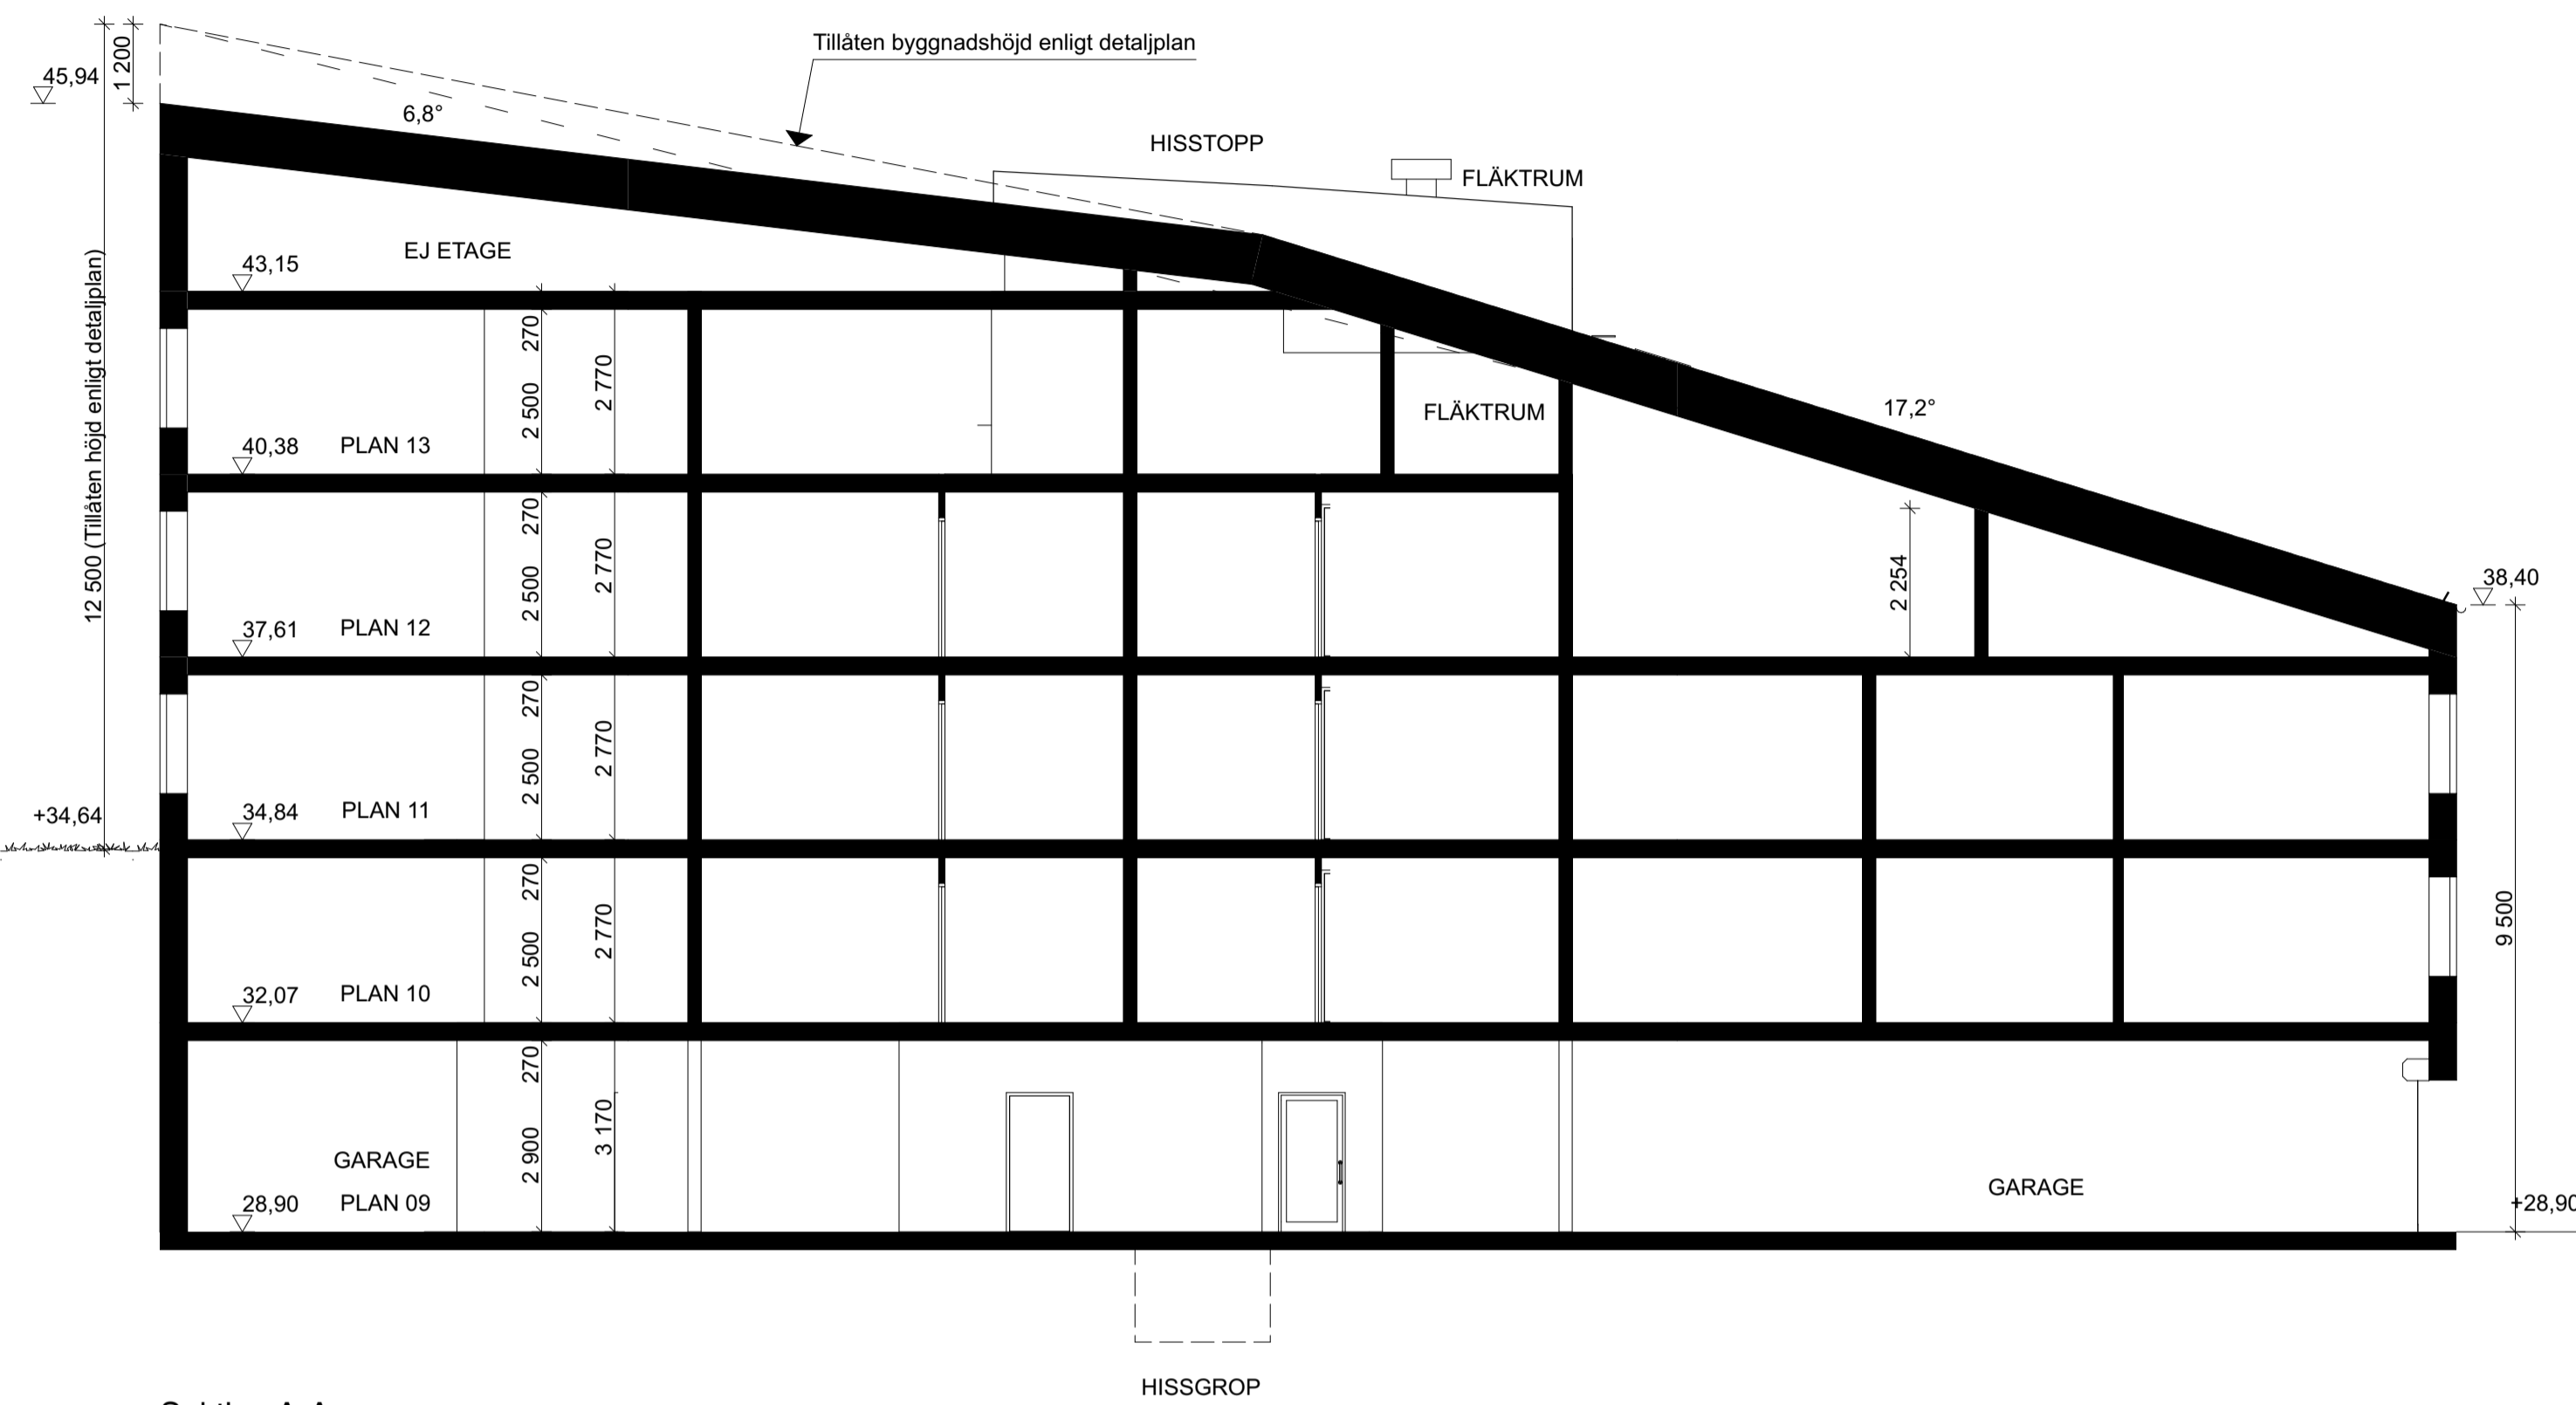 Tillåten byggnadshöjd enligt detaljplan
1 200
45,94
6,8°
HISSTOPP
FLÄKTRUM
12 500 (Tillåten höjd enligt detaljplan)
43,15
EJ ETAGE
270
2 500
2 770
40,38 PLAN 13
FLÄKTRUM
17,2°
270
2 500
2 770
37,61 PLAN 12
2 254
38,40
270
2 500
2 770
+34,64
34,84 PLAN 11
270
2 500
2 770
32,07 PLAN 10
9 500
270
2 900
3 170
GARAGE
28,90 PLAN 09
GARAGE
+28,90
HISSGROP